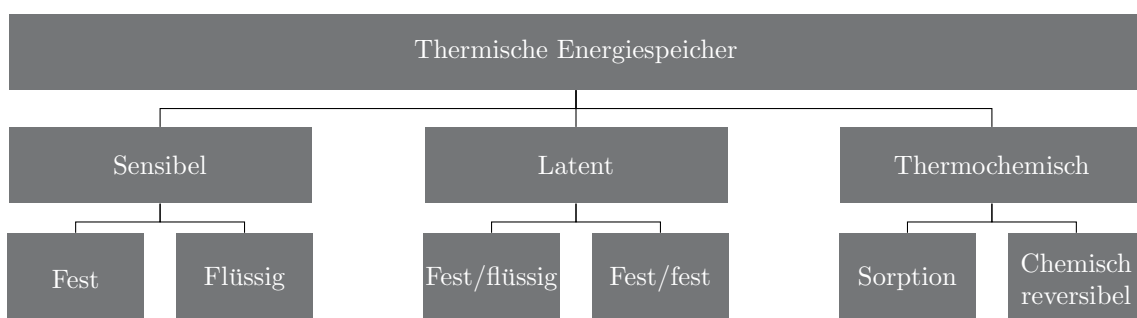 Thermische Energiespeicher
Sensibel
Latent
Thermochemisch
Fest
Flüssig
Fest/flüssig
Fest/fest
Sorption
Chemisch
reversibel